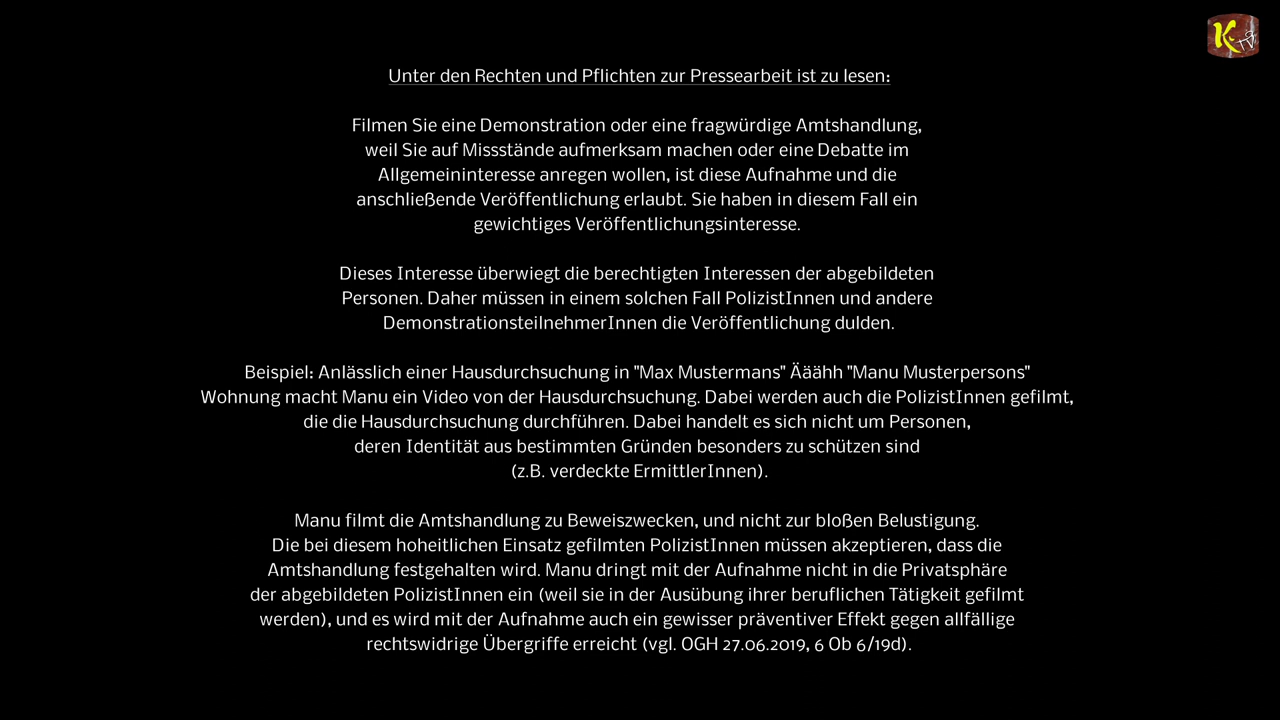 K TV
Unter den Rechten und Pflichten zur Pressearbeit ist zu lesen:
Filmen Sie eine Demonstration oder eine fragwürdige Amtshandlung,
weil Sie auf Missstände aufmerksam machen oder eine Debatte im
Allgemeininteresse anregen wollen, ist diese Aufnahme und die
anschließende Veröffentlichung erlaubt. Sie haben in diesem Fall ein
gewichtiges Veröffentlichungsinteresse.
Dieses Interesse überwiegt die berechtigten Interessen der abgebildeten
Personen. Daher müssen in einem solchen Fall PolizistInnen und andere
DemonstrationsteilnehmerInnen die Veröffentlichung dulden.
Beispiel: Anlässlich einer Hausdurchsuchung in "Max Mustermans" Ääähh "Manu Musterpersons"
Wohnung macht Manu ein Video von der Hausdurchsuchung. Dabei werden auch die PolizistInnen gefilmt,
die die Hausdurchsuchung durchführen. Dabei handelt es sich nicht um Personen,
deren Identität aus bestimmten Gründen besonders zu schützen sind
(z.B. verdeckte ErmittlerInnen).
Manu filmt die Amtshandlung zu Beweiszwecken, und nicht zur bloßen Belustigung.
Die bei diesem hoheitlichen Einsatz gefilmten PolizistInnen müssen akzeptieren, dass die
Amtshandlung festgehalten wird. Manu dringt mit der Aufnahme nicht in die Privatsphäre
der abgebildeten PolizistInnen ein (weil sie in der Ausübung ihrer beruflichen Tätigkeit gefilmt
werden), und es wird mit der Aufnahme auch ein gewisser präventiver Effekt gegen allfällige
rechtswidrige Übergriffe erreicht (vgl. OGH 27.06.2019, 6 Ob 6/19d).